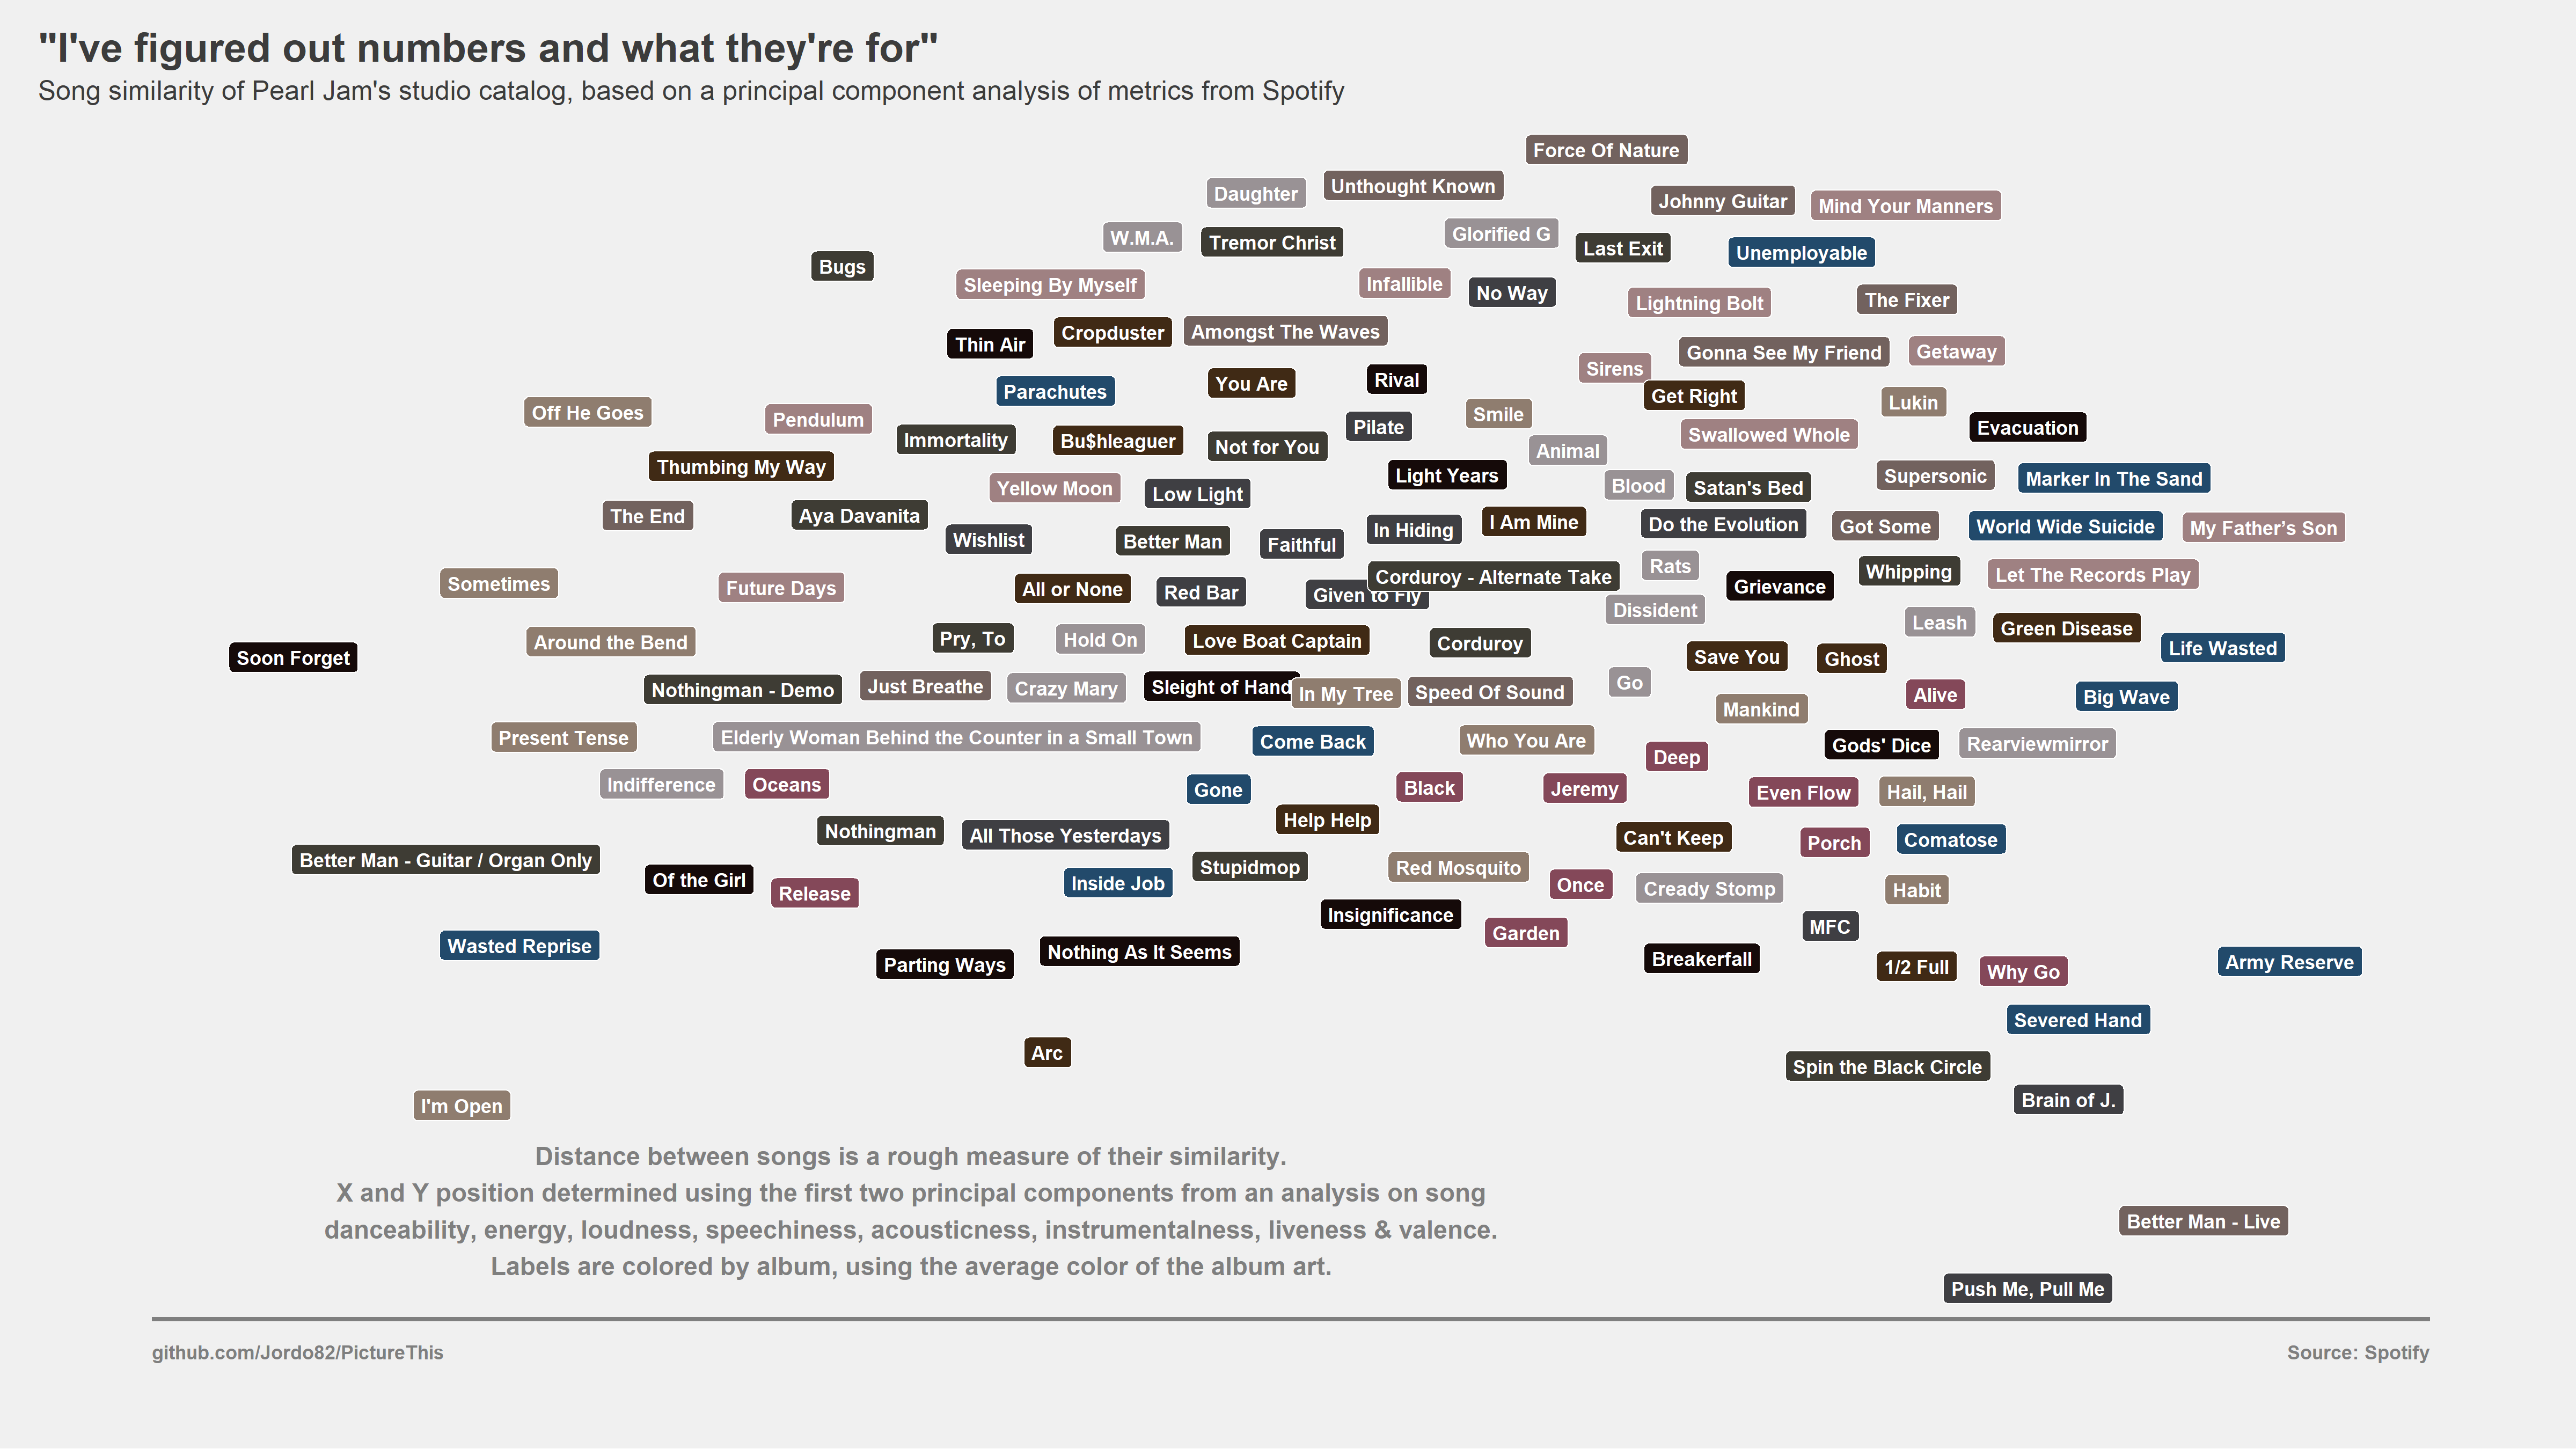 "I've figured out numbers and what they're for"
Song similarity of Pearl Jam's studio catalog, based on a principal component analysis of metrics from Spotify
Force Of Nature
Daughter
Unthought Known
Johnny Guitar
Mind Your Manners
W.M.A.
Tremor Christ
Glorified G
Last Exit
Unemployable
Bugs
Sleeping By Myself
Infallible
No Way
Lightning Bolt
The Fixer
Thin Air
Cropduster
Amongst The Waves
Sirens
Gonna See My Friend
Getaway
Parachutes
You Are
Rival
Get Right
Lukin
Off He Goes
Pendulum
Immortality
Bu$hleaguer
Not for You
Pilate
Smile
Animal
Swallowed Whole
Evacuation
Thumbing My Way
Yellow Moon
Low Light
Light Years
Blood
Satan's Bed
Supersonic
Marker In The Sand
The End
Aya Davanita
Wishlist
Better Man
Faithful
In Hiding
I Am Mine
Do the Evolution
Got Some
World Wide Suicide
My Father’s Son
Sometimes
Future Days
All or None
Red Bar
Given to Fly
Corduroy - Alternate Take
Rats
Grievance
Whipping
Let The Records Play
Dissident
Leash
Green Disease
Soon Forget
Around the Bend
Pry, To
Hold On
Love Boat Captain
Corduroy
Save You
Ghost
Life Wasted
Nothingman - Demo
Just Breathe
Crazy Mary
Sleight of Hand
In My Tree
Speed Of Sound
Go
Mankind
Alive
Big Wave
Present Tense
Elderly Woman Behind the Counter in a Small Town
Come Back
Who You Are
Deep
Gods' Dice
Rearviewmirror
Indifference
Oceans
Gone
Black
Jeremy
Even Flow
Hail, Hail
Nothingman
All Those Yesterdays
Help Help
Can't Keep
Porch
Comatose
Better Man - Guitar / Organ Only
Of the Girl
Release
Inside Job
Stupidmop
Red Mosquito
Once
Cready Stomp
Habit
Insignificance
Garden
MFC
Wasted Reprise
Parting Ways
Nothing As It Seems
Breakerfall
1/2 Full
Why Go
Army Reserve
Severed Hand
Arc
Spin the Black Circle
Brain of J.
I'm Open
Distance between songs is a rough measure of their similarity.
X and Y position determined using the first two principal components from an analysis on song
danceability, energy, loudness, speechiness, acousticness, instrumentalness, liveness & valence.
Labels are colored by album, using the average color of the album art.
Better Man - Live
Push Me, Pull Me
github.com/Jordo82/PictureThis
Source: Spotify